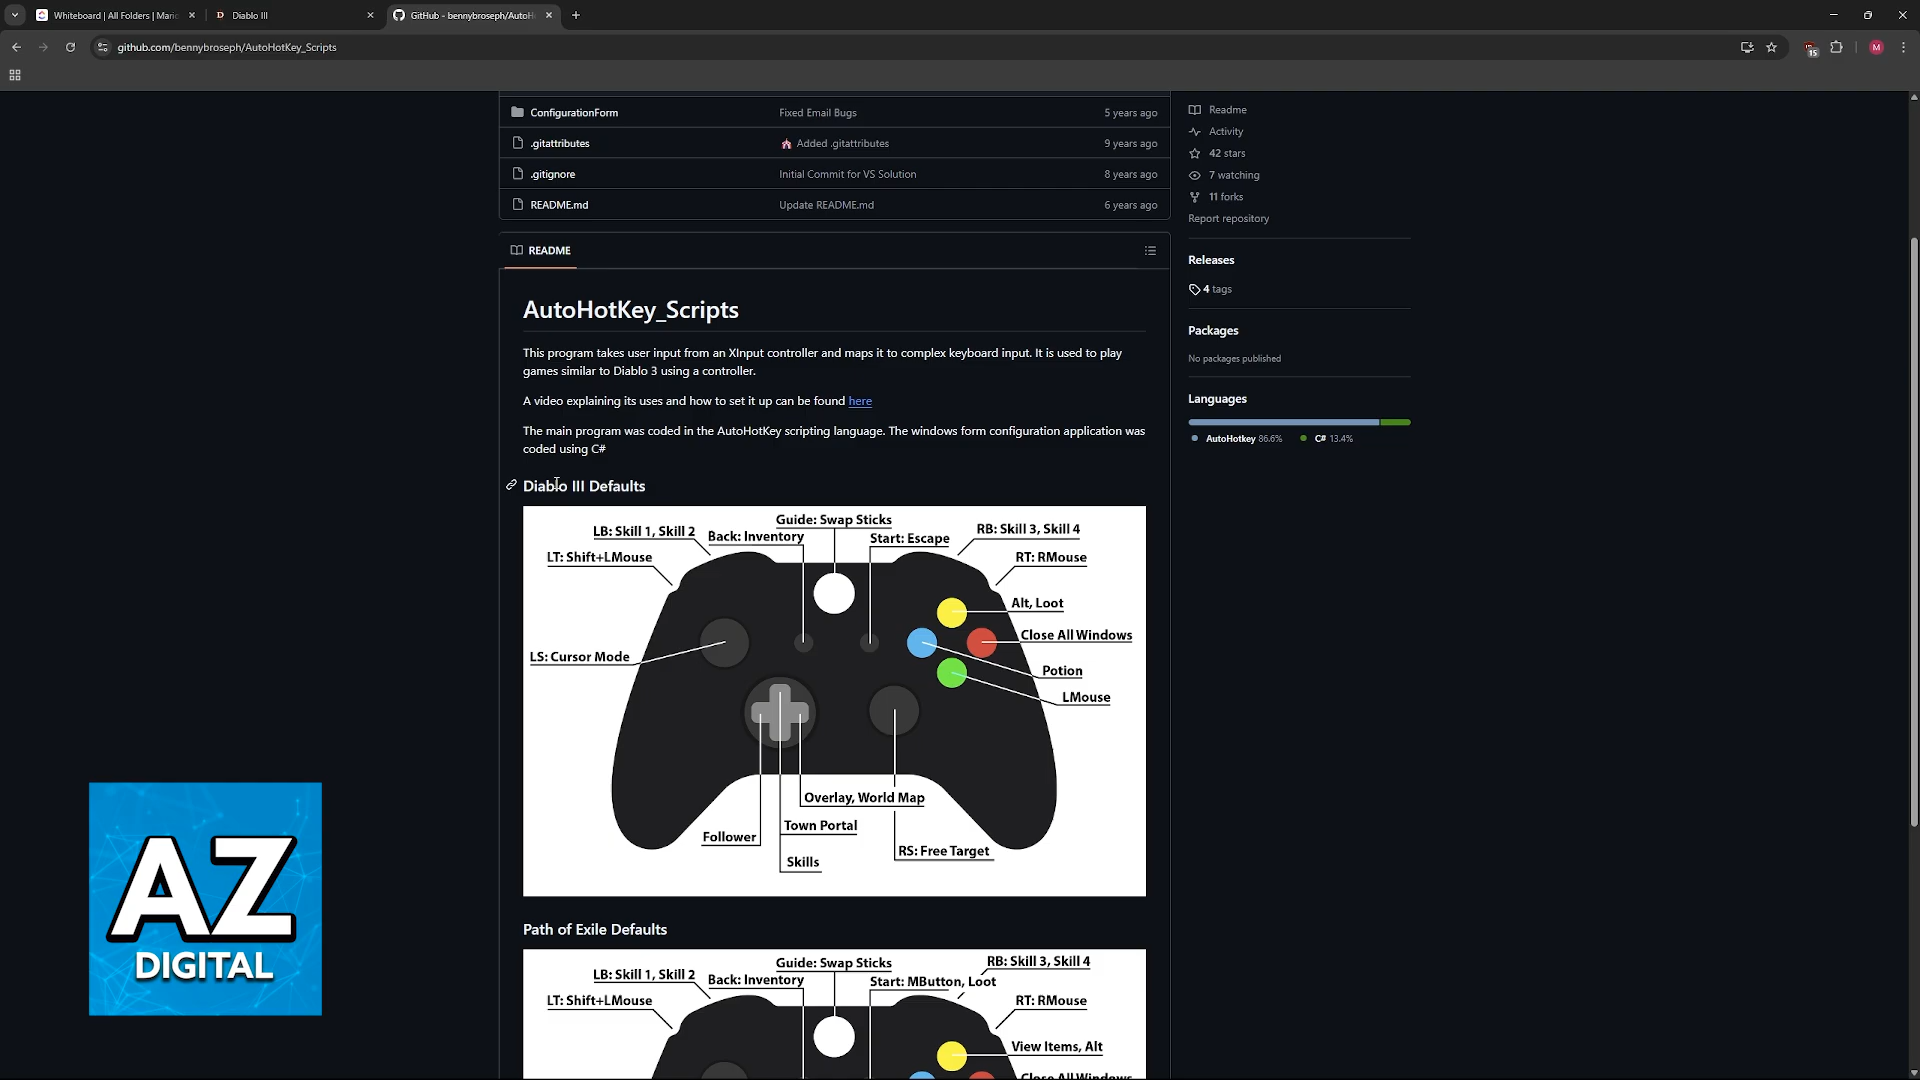 Whiteboard | All Folders | Maric
Diablo III
GitHub - bennybroseph/AutoH
github.com/bennybroseph/AutoHotKey_Scripts
15
M
ConfigurationForm
Fixed Email Bugs
5 years ago
.gitattributes
Added .gitattributes
9 years ago
.gitignore
Initial Commit for VS Solution
8 years ago
README.md
Update README.md
6 years ago
Readme
Activity
42 stars
7 watching
11 forks
Report repository
Releases
4 tags
Packages
No packages published
Languages
AutoHotkey 86.6%
C# 13.4%
README
AutoHotKey_Scripts
This program takes user input from an XInput controller and maps it to complex keyboard input. It is used to play
games similar to Diablo 3 using a controller.
A video explaining its uses and how to set it up can be found here
The main program was coded in the AutoHotKey scripting language. The windows form configuration application was
coded using C#
Diablo III Defaults
Guide: Swap Sticks
LB: Skill 1, Skill 2
Back: Inventory
Start: Escape
RB: Skill 3, Skill 4
LT: Shift+LMouse
RT: RMouse
Alt, Loot
Close All Windows
LS: Cursor Mode
Potion
LMouse
Overlay, World Map
Town Portal
Follower
RS: Free Target
Skills
Path of Exile Defaults
Guide: Swap Sticks
RB: Skill 3, Skill 4
LB: Skill 1, Skill 2
Back: Inventory
Start: MButton, Loot
LT: Shift+LMouse
RT: RMouse
View Items, Alt
Close All Windows
AZ
DIGITAL